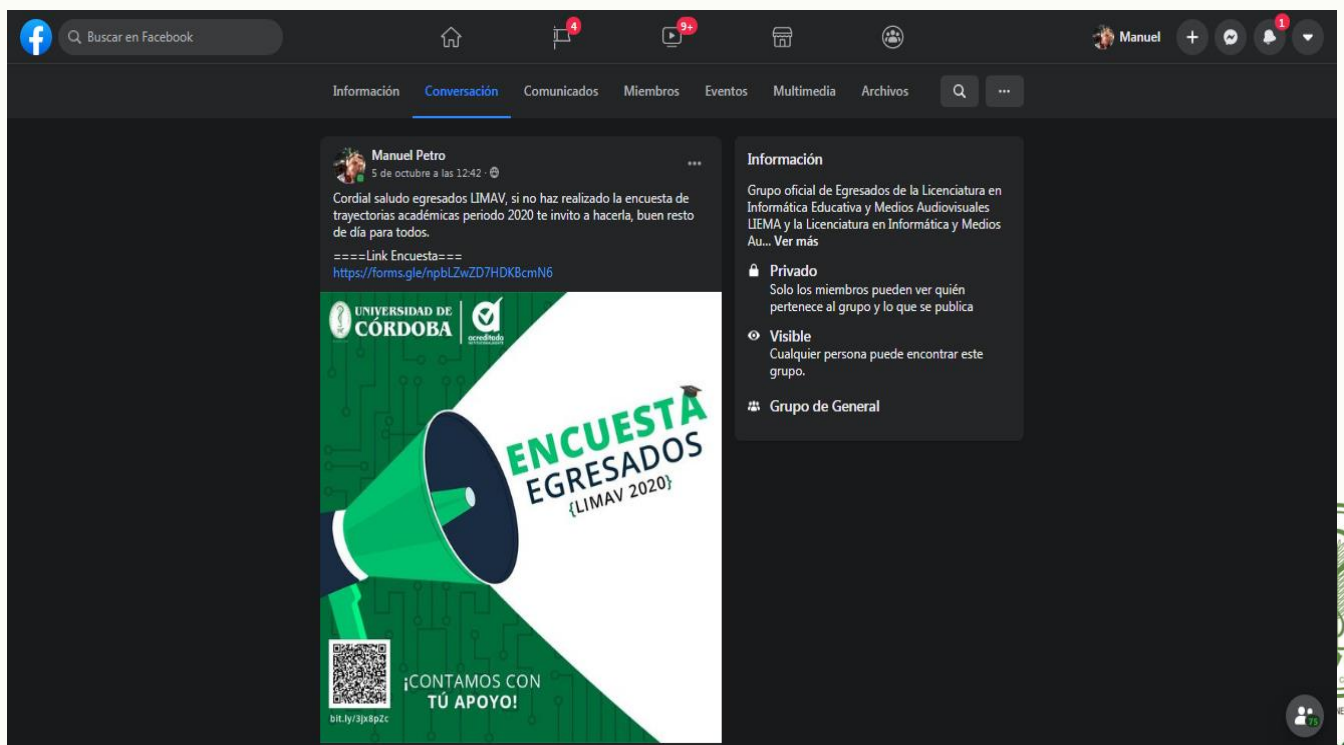 Buscar en Facebook
4
9+
Manuel
1
Información Conversación Comunicados Miembros Eventos Multimedia Archivos
Manuel Petro
5 de octubre a las 12:42 ·
Cordial saludo egresados LIMAV, si no haz realizado la encuesta de
trayectorias académicas periodo 2020 te invito a hacerla, buen resto
de día para todos.
====Link Encuesta===
https://forms.gle/npbLZwZD7HDKBcmN6
UNIVERSIDAD DE
CÓRDOBA
acreditada
ENCUESTA
EGRESADOS
{LIMAV 2020}
¡CONTAMOS CON
TÚ APOYO!
bit.ly/3jx8pZc
Información
Grupo oficial de Egresados de la Licenciatura en
Informática Educativa y Medios Audiovisuales
LIEMA y la Licenciatura en Informática y Medios
Au... Ver más
Privado
Solo los miembros pueden ver quién
pertenece al grupo y lo que se publica
Visible
Cualquier persona puede encontrar este
grupo.
Grupo de General
75